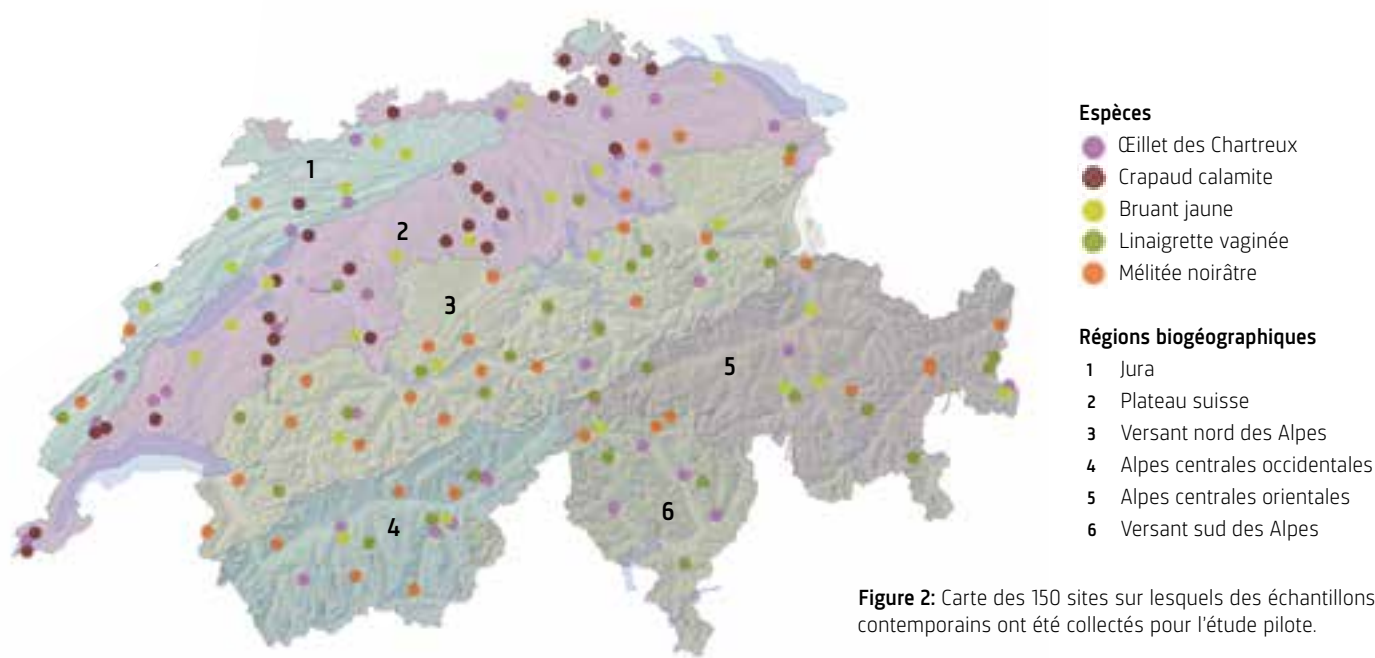 1
2
3
4
5
6
Espèces
Œillet des Chartreux
Crapaud calamite
Bruant jaune
Linaigrette vaginée
Mélitée noirâtre
Régions biogéographiques
1 Jura
2 Plateau suisse
3 Versant nord des Alpes
4 Alpes centrales occidentales
5 Alpes centrales orientales
6 Versant sud des Alpes
Figure 2: Carte des 150 sites sur lesquels des échantillons
contemporains ont été collectés pour l'étude pilote.